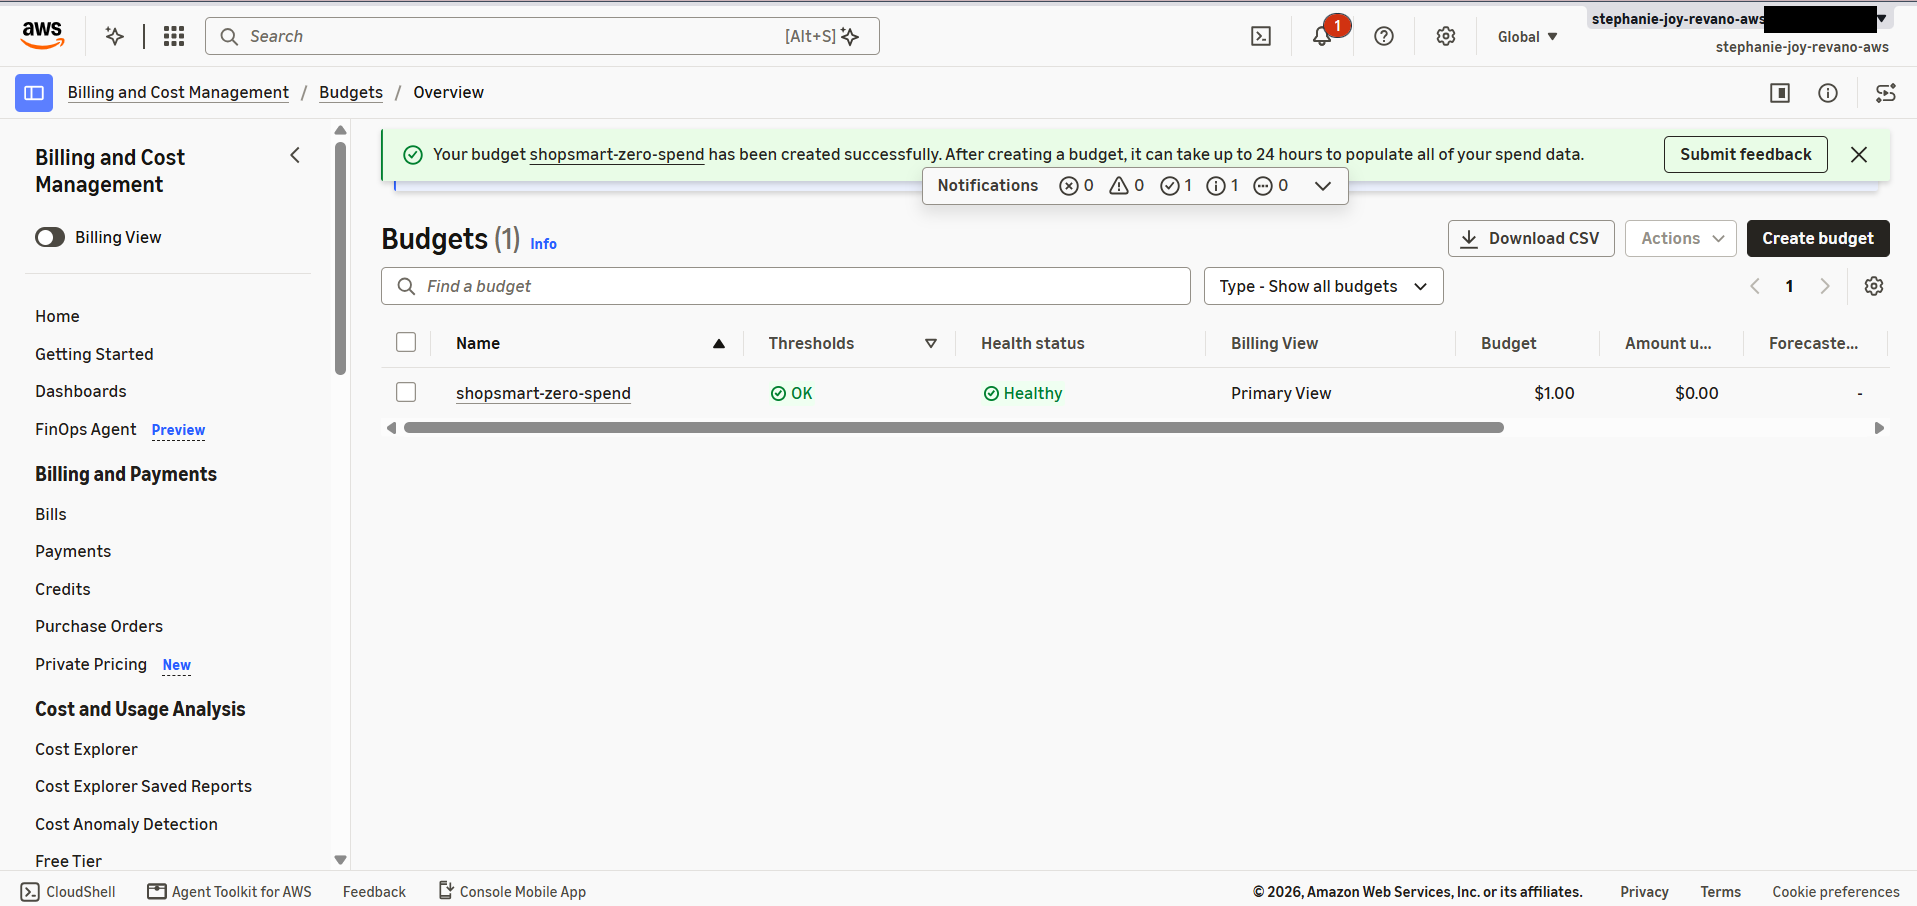 aws
Search [Alt+S]
1
Global
stephanie-joy-revano-aws
stephanie-joy-revano-aws
Billing and Cost Management / Budgets / Overview
Billing and Cost
Management
Billing View
Home
Getting Started
Dashboards
FinOps Agent Preview
Billing and Payments
Bills
Payments
Credits
Purchase Orders
Private Pricing New
Cost and Usage Analysis
Cost Explorer
Cost Explorer Saved Reports
Cost Anomaly Detection
Free Tier
Your budget shopsmart-zero-spend has been created successfully. After creating a budget, it can take up to 24 hours to populate all of your spend data.
Submit feedback
Notifications 0 0 1 1 0
Budgets (1) Info
Download CSV
Actions
Create budget
Find a budget
Type - Show all budgets
1
Name Thresholds Health status Billing View Budget Amount u... Forecaste...
shopsmart-zero-spend OK Healthy Primary View $1.00 $0.00 -
CloudShell Agent Toolkit for AWS Feedback Console Mobile App
© 2026, Amazon Web Services, Inc. or its affiliates. Privacy Terms Cookie preferences